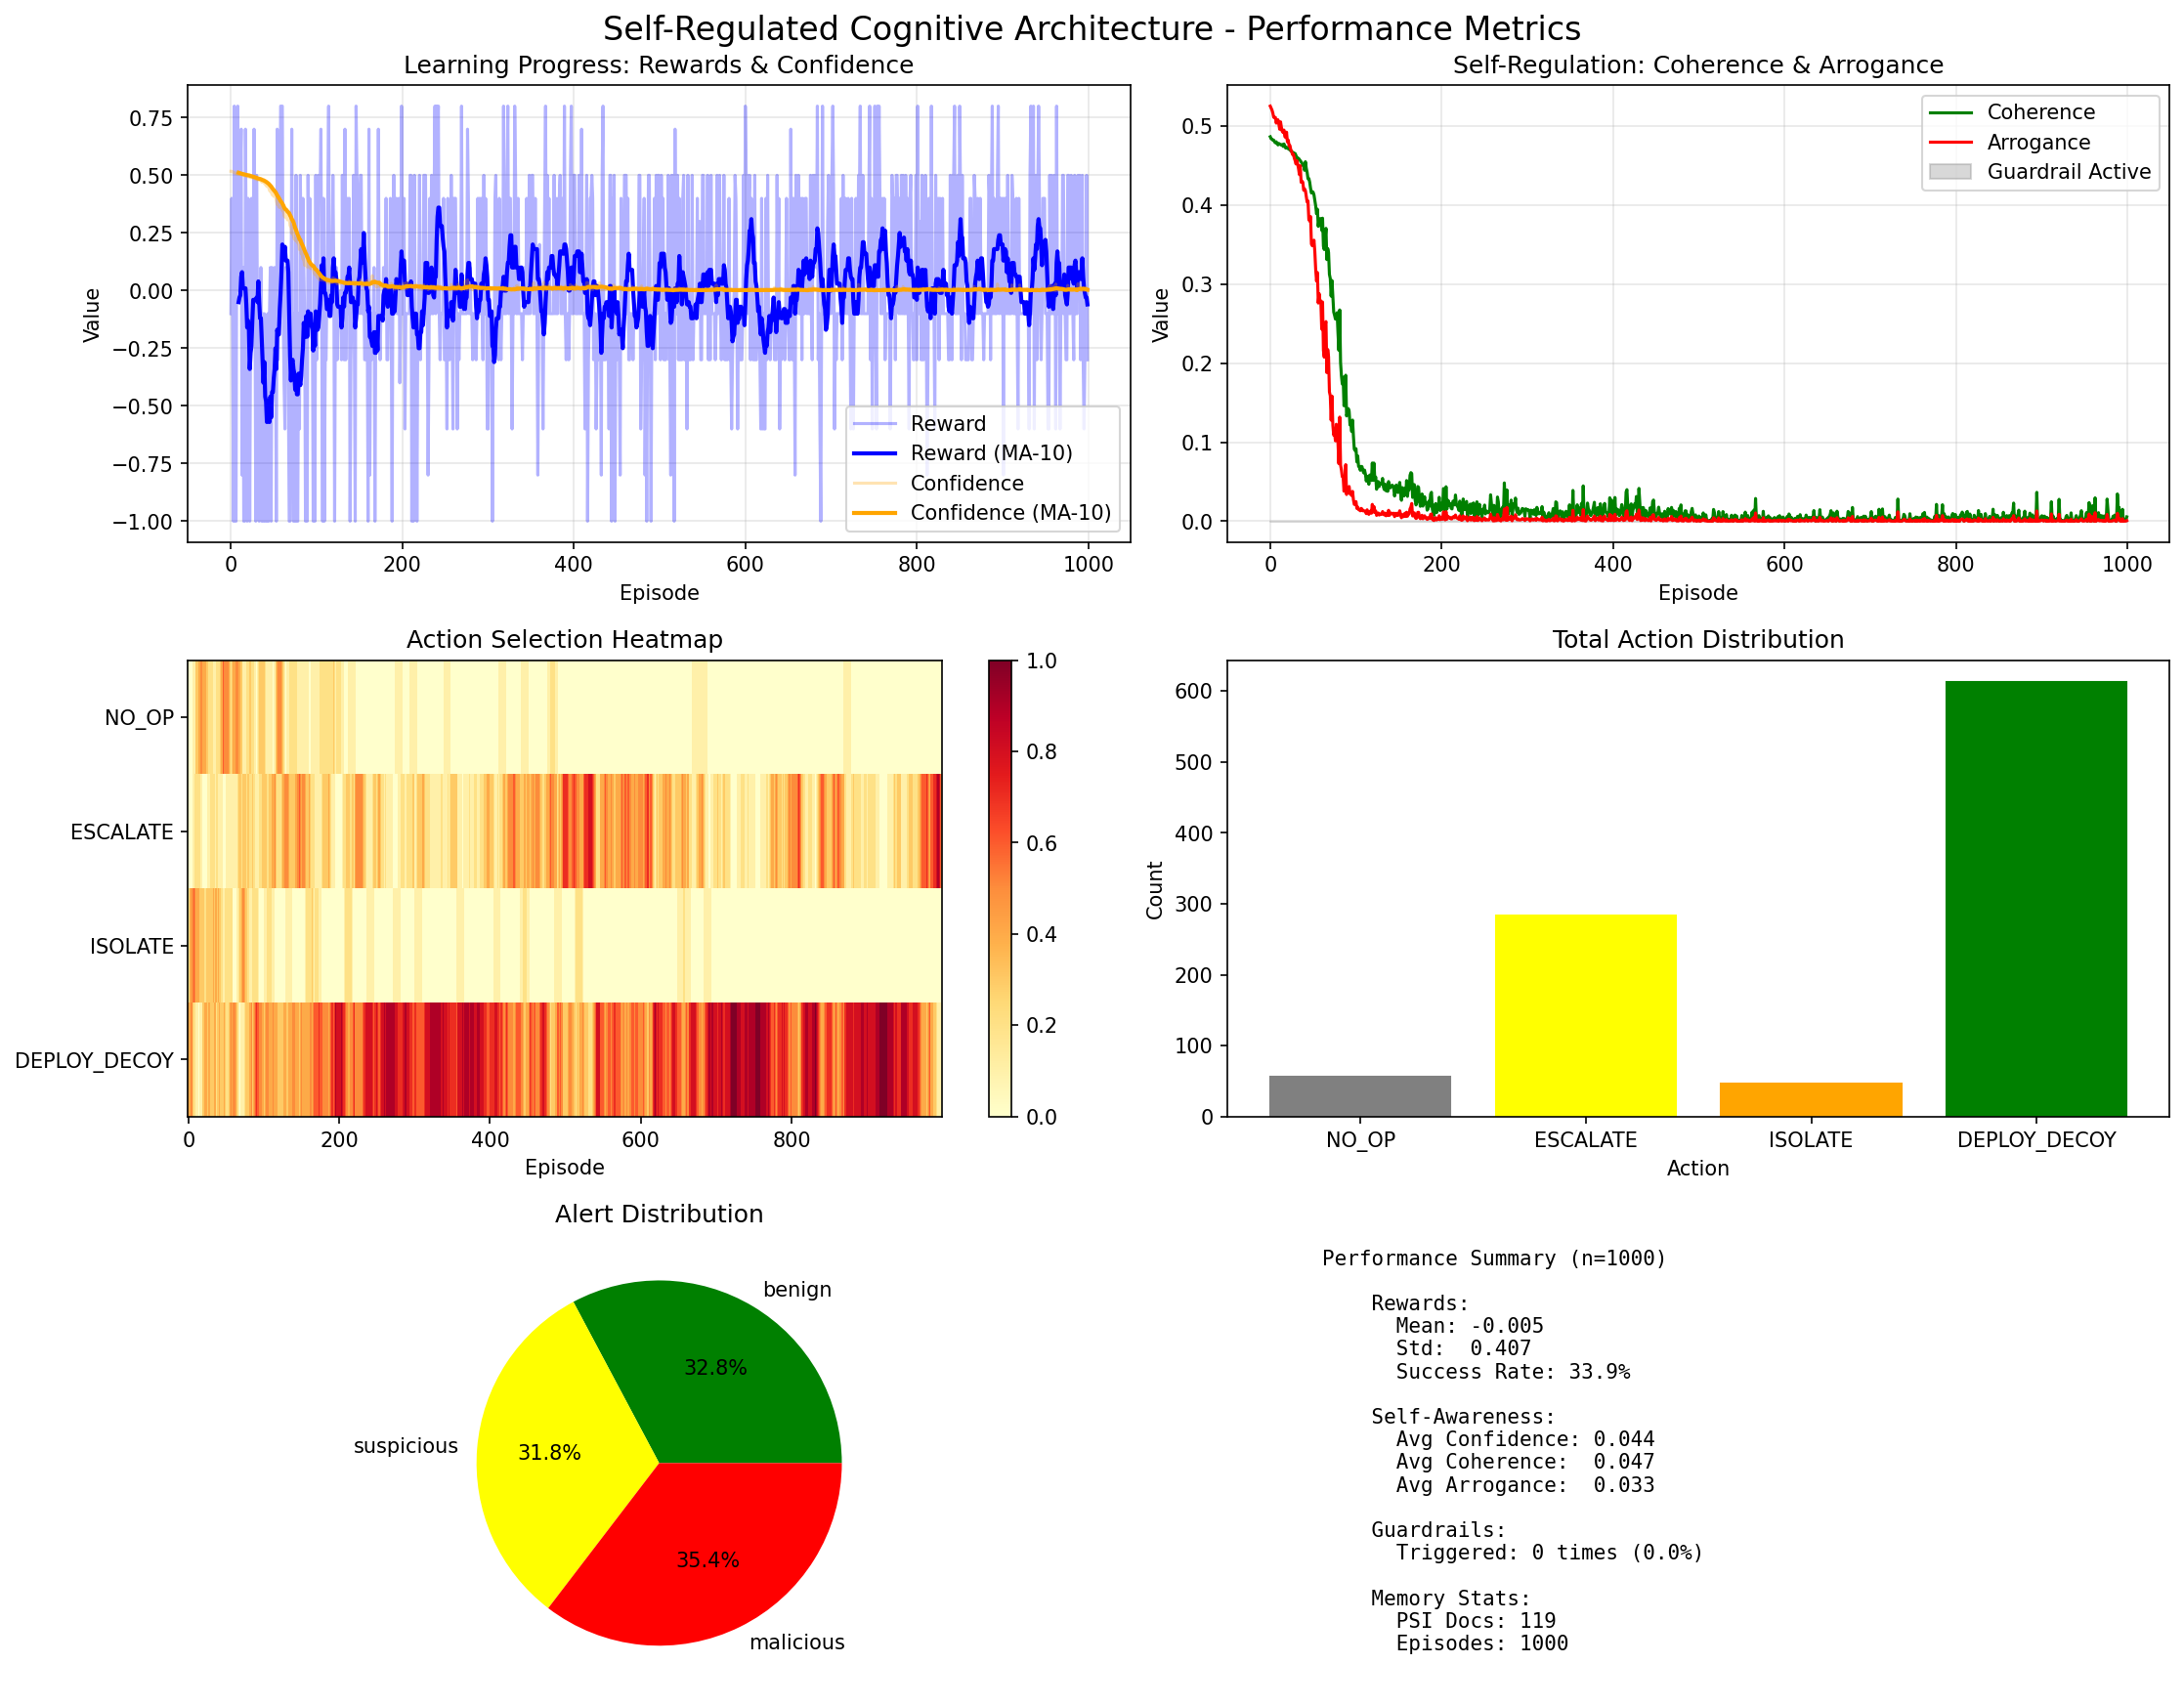 Self-Regulated Cognitive Architecture - Performance Metrics
Learning Progress: Rewards & Confidence
Value
0.75
0.50
0.25
0.00
−0.25
−0.50
−0.75
−1.00
Reward
Reward (MA-10)
Confidence
Confidence (MA-10)
0 200 400 600 800 1000
Episode
Self-Regulation: Coherence & Arrogance
Value
0.5
0.4
0.3
0.2
0.1
0.0
Coherence
Arrogance
Guardrail Active
0 200 400 600 800 1000
Episode
Action Selection Heatmap
NO_OP
ESCALATE
ISOLATE
DEPLOY_DECOY
0 200 400 600 800
Episode
1.0
0.8
0.6
0.4
0.2
0.0
Total Action Distribution
Count
600
500
400
300
200
100
0
NO_OP ESCALATE ISOLATE DEPLOY_DECOY
Action
Alert Distribution
benign
32.8%
suspicious
31.8%
35.4%
malicious
Performance Summary (n=1000)
Rewards:
Mean: -0.005
Std:  0.407
Success Rate: 33.9%
Self-Awareness:
Avg Confidence: 0.044
Avg Coherence:  0.047
Avg Arrogance:  0.033
Guardrails:
Triggered: 0 times (0.0%)
Memory Stats:
PSI Docs: 119
Episodes: 1000